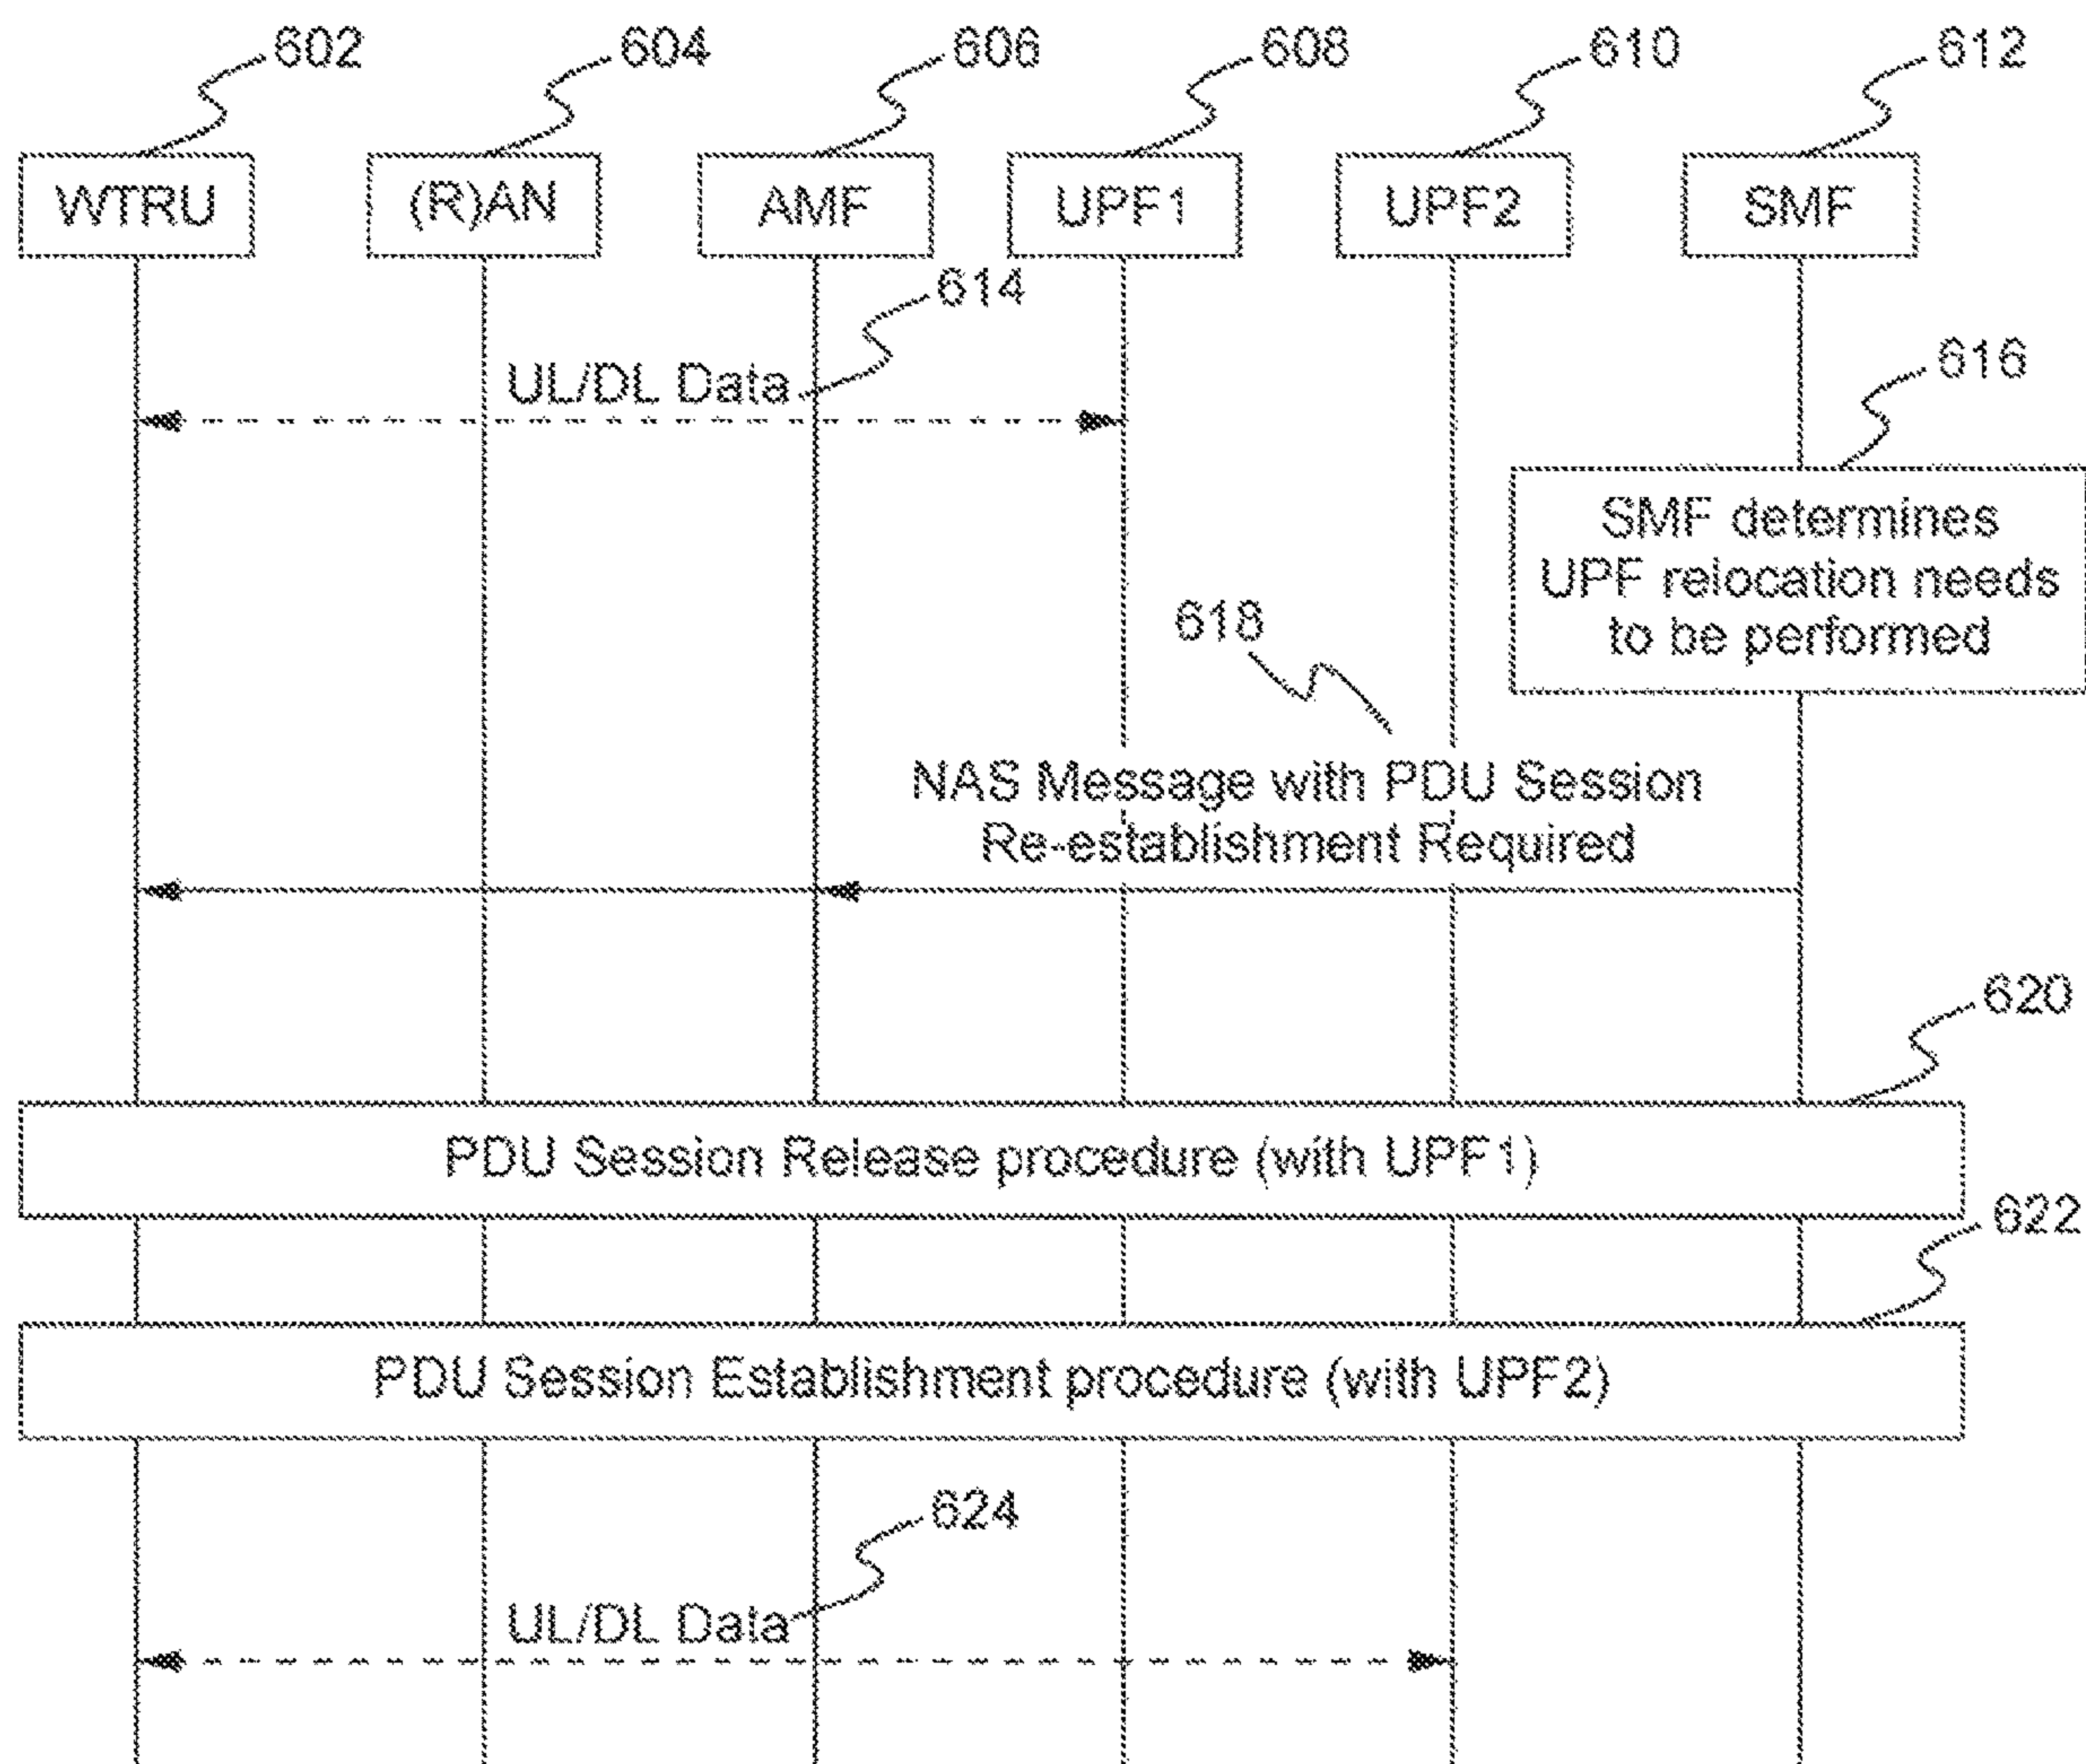 602 604 606 608 610 612
WTRU (R)AN AMF UPF1 UPF2 SMF
614
UL/DL Data
616
SMF determines
UPF relocation needs
to be performed
618
NAS Message with PDU Session
Re-establishment Required
620
PDU Session Release procedure (with UPF1)
622
PDU Session Establishment procedure (with UPF2)
624
UL/DL Data